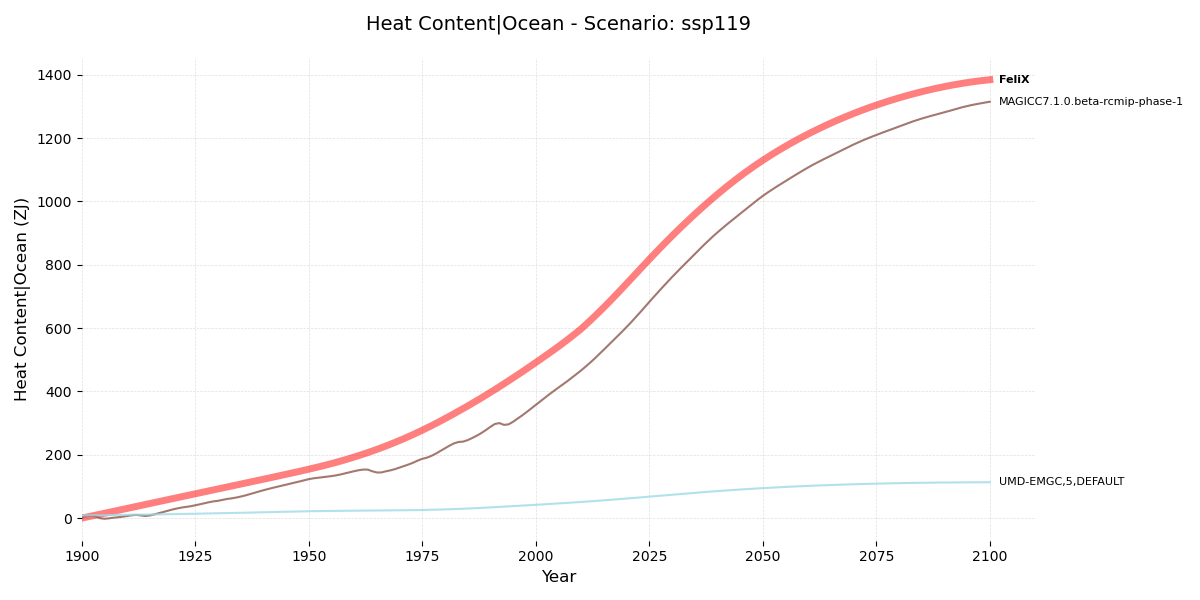 Heat Content|Ocean - Scenario: ssp119
Heat Content|Ocean (ZJ)
1400
1200
1000
800
600
400
200
0
1900 1925 1950 1975 2000 2025 2050 2075 2100
Year
FeliX
MAGICC7.1.0.beta-rcmip-phase-1
UMD-EMGC,5,DEFAULT